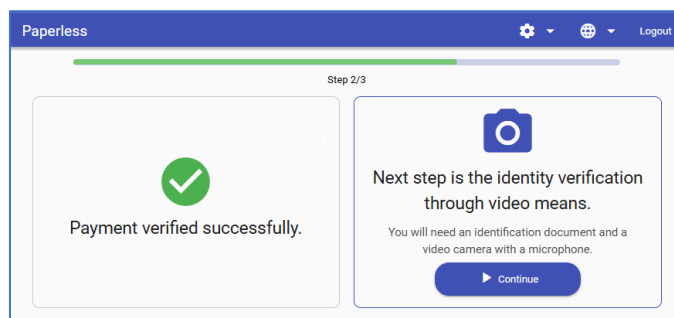 Paperless
Logout
Step 2/3
Payment verified successfully.
Next step is the identity verification
through video means.
You will need an identification document and a
video camera with a microphone.
Continue